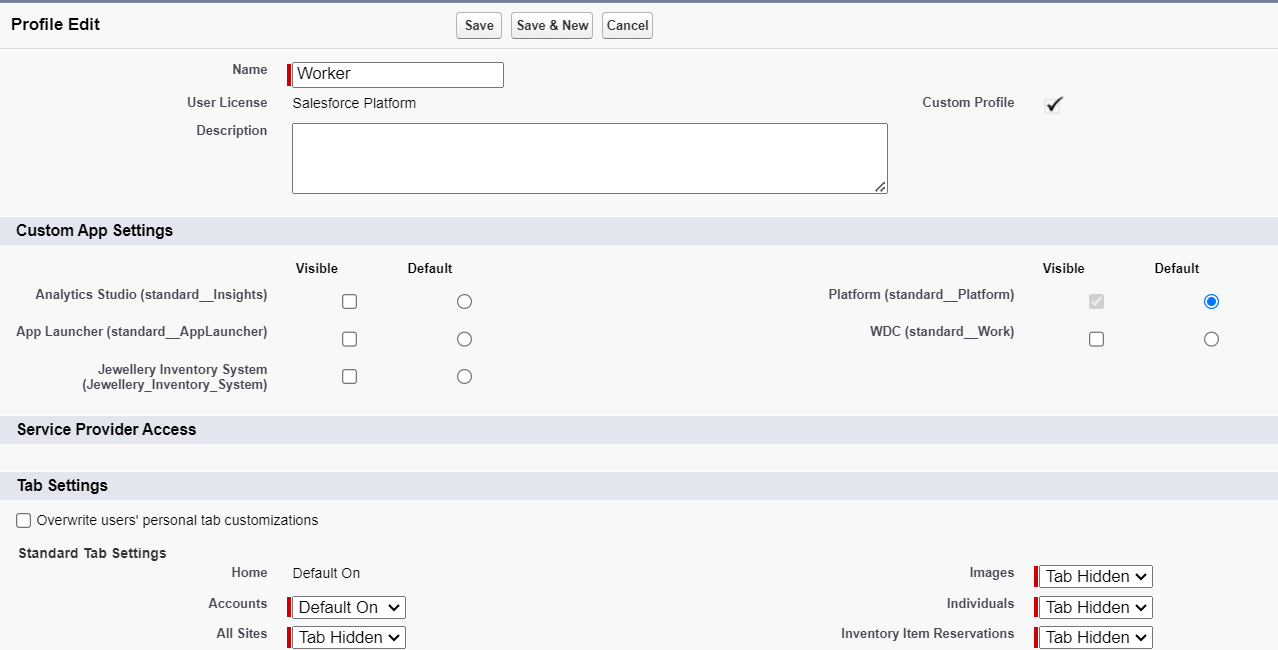 Profile Edit Save Save & New Cancel
Name Worker
User License Salesforce Platform Custom Profile
Description
Custom App Settings
Visible Default Visible Default
Analytics Studio (standard__Insights) Platform (standard__Platform)
App Launcher (standard__AppLauncher) WDC (standard__Work)
Jewellery Inventory System
(Jewellery_Inventory_System)
Service Provider Access
Tab Settings
Overwrite users' personal tab customizations
Standard Tab Settings
Home Default On Images Tab Hidden
Accounts Default On Individuals Tab Hidden
All Sites Tab Hidden Inventory Item Reservations Tab Hidden